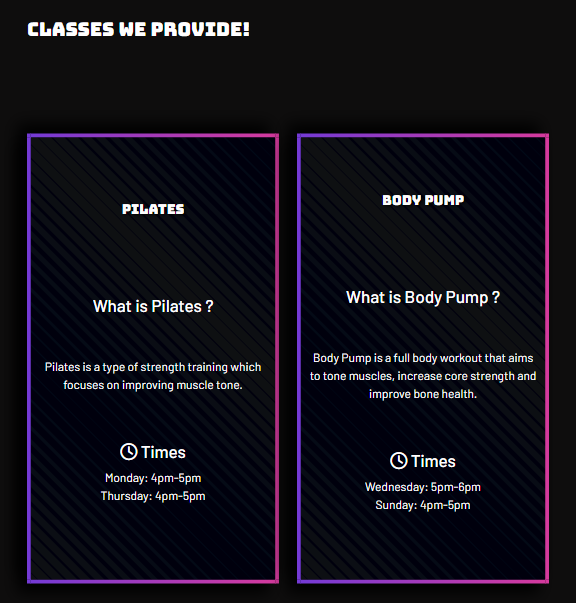 CLASSES WE PROVIDE!
PILATES
What is Pilates ?
Pilates is a type of strength training which
focuses on improving muscle tone.
Times
Monday: 4pm-5pm
Thursday: 4pm-5pm
BODY PUMP
What is Body Pump ?
Body Pump is a full body workout that aims
to tone muscles, increase core strength and
improve bone health.
Times
Wednesday: 5pm-6pm
Sunday: 4pm-5pm